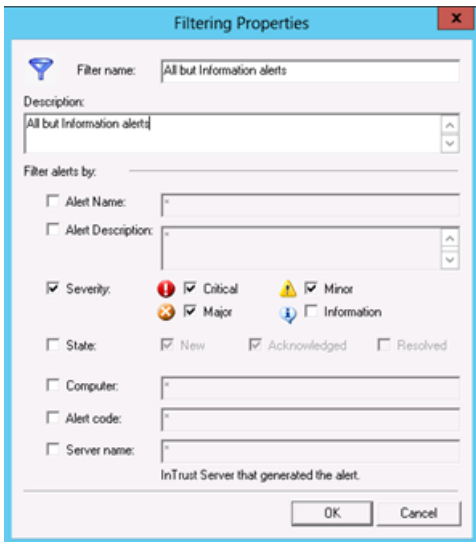 Filtering Properties
x
Filter name: All but Information alerts
Description:
All but Information alerts
Filter alerts by:
Alert Name: *
Alert Description: *
Severity: Critical Minor
Major Information
State: New Acknowledged Resolved
Computer: *
Alert code: *
Server name: *
InTrust Server that generated the alert.
OK Cancel